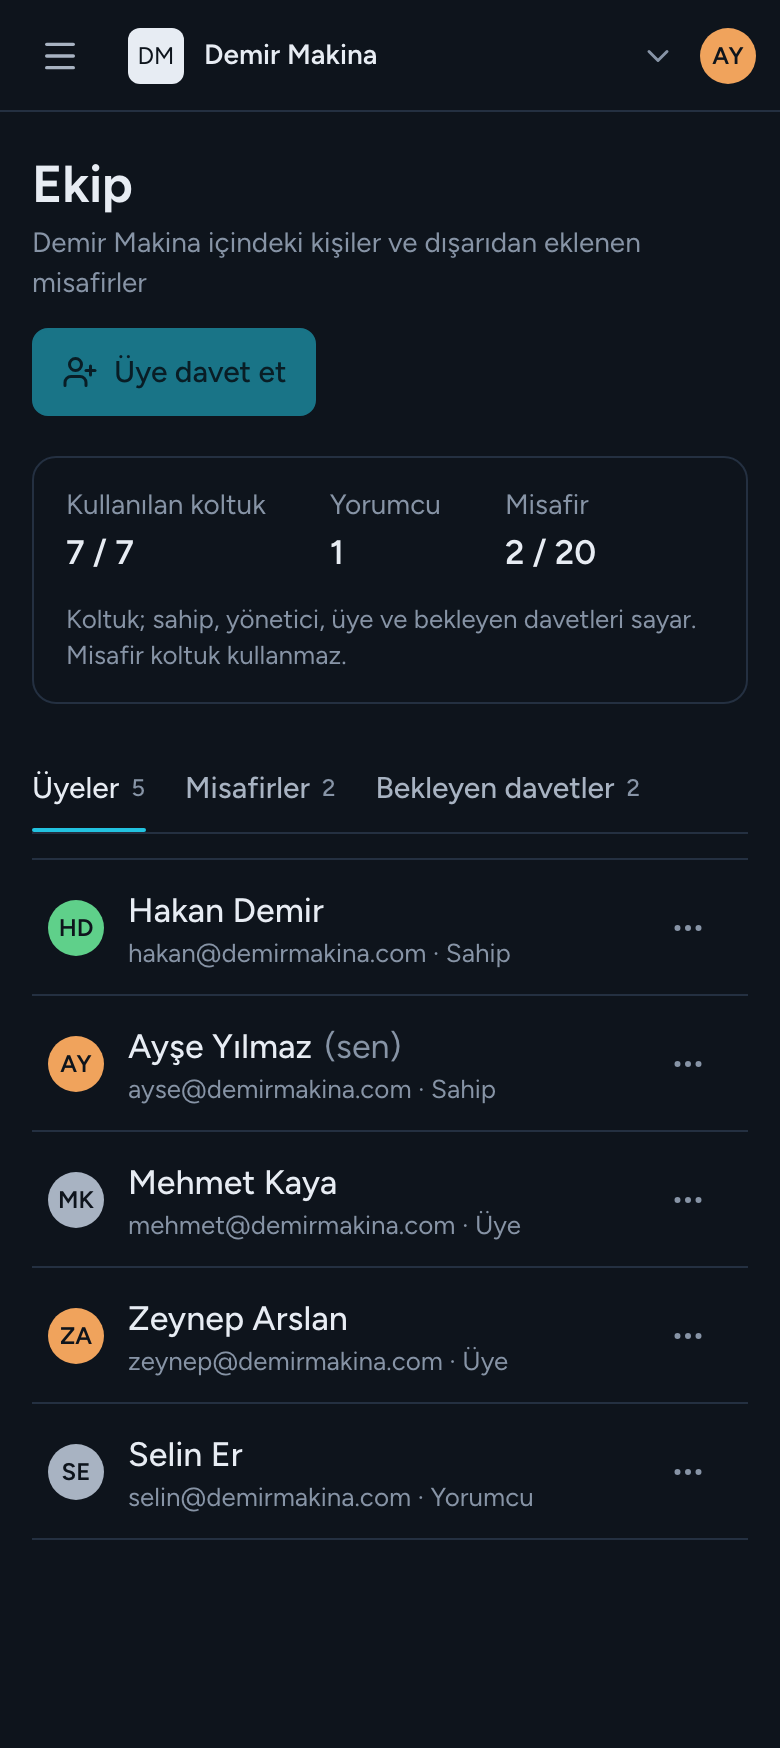 DM Demir Makina AY
Ekip
Demir Makina içindeki kişiler ve dışarıdan eklenen
misafirler
Üye davet et
Kullanılan koltuk Yorumcu Misafir
7 / 7 1 2 / 20
Koltuk; sahip, yönetici, üye ve bekleyen davetleri sayar.
Misafir koltuk kullanmaz.
Üyeler 5 Misafirler 2 Bekleyen davetler 2
HD Hakan Demir
hakan@demirmakina.com · Sahip
AY Ayşe Yılmaz (sen)
ayse@demirmakina.com · Sahip
MK Mehmet Kaya
mehmet@demirmakina.com · Üye
ZA Zeynep Arslan
zeynep@demirmakina.com · Üye
SE Selin Er
selin@demirmakina.com · Yorumcu